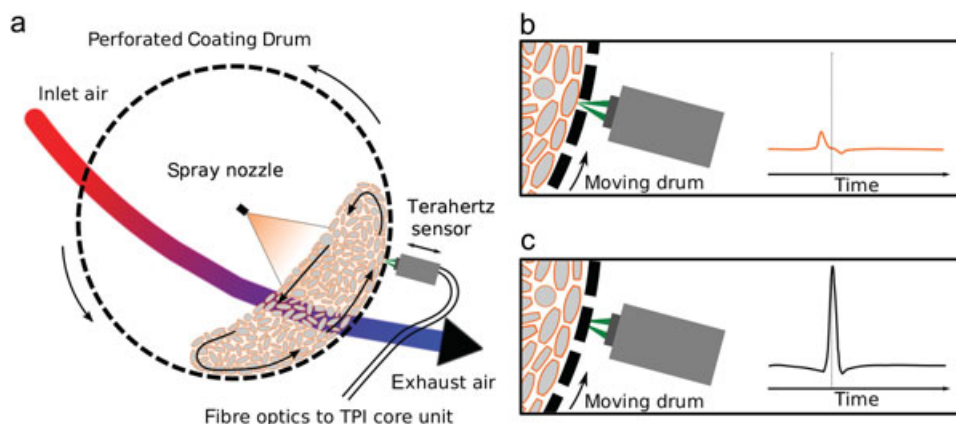 a
Perforated Coating Drum
Inlet air
Spray nozzle
Terahertz
sensor
Exhaust air
Fibre optics to TPI core unit
b
Moving drum
Time
c
Moving drum
Time